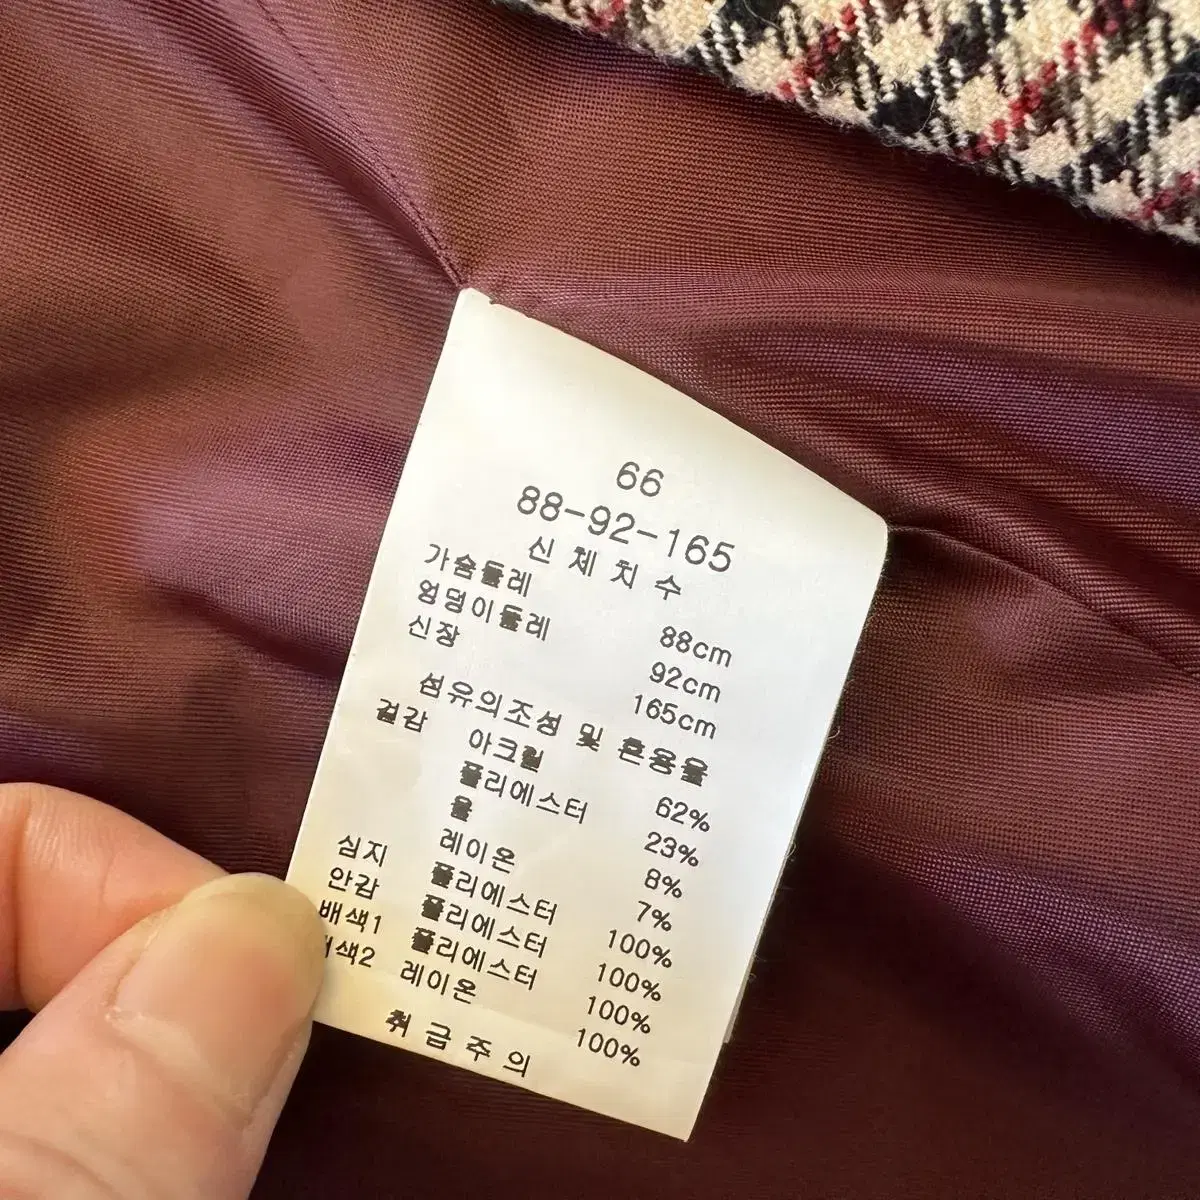 66
88-92-165
신체치수
가슴둘레 88cm
엉덩이둘레 92cm
신장 165cm
섬유의조성 및 혼용율
겉감 아크릴 62%
폴리에스터 23%
울 8%
레이온 7%
심지 폴리에스터 100%
안감 폴리에스터 100%
배색1 폴리에스터 100%
배색2 레이온 100%
취급주의